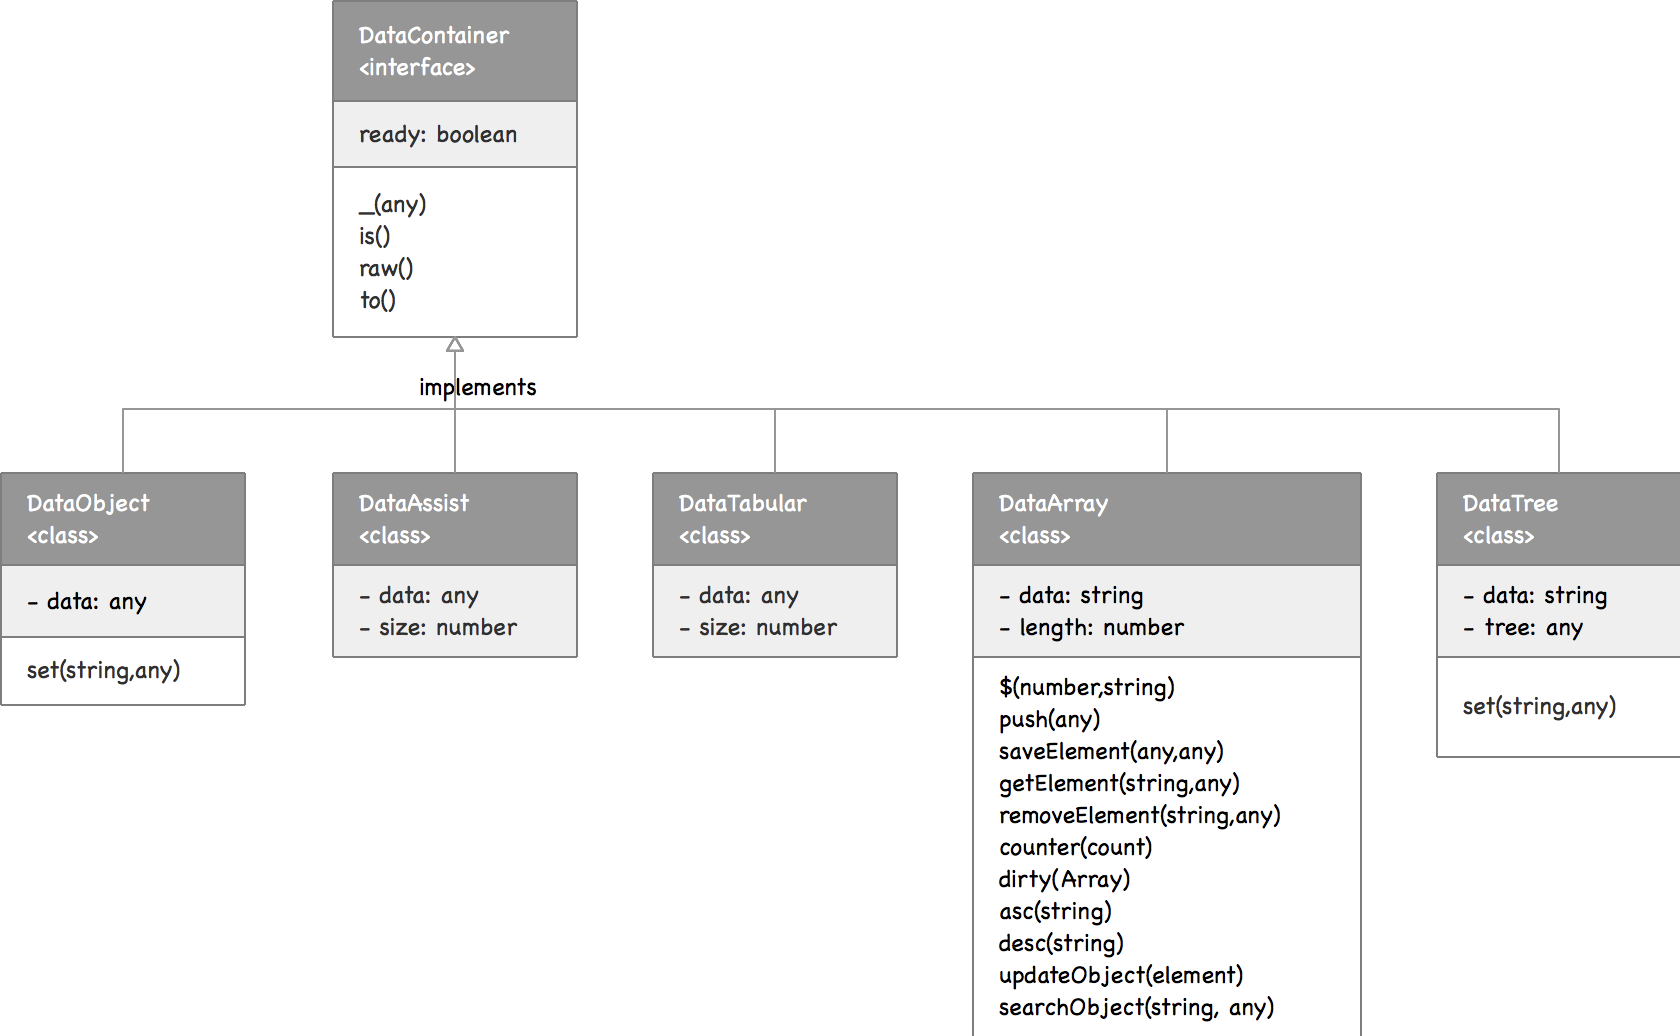 DataContainer
<interface>
ready: boolean
_(any)
is()
raw()
to()
implements
DataObject
<class>
- data: any
set(string,any)
DataAssist
<class>
- data: any
- size: number
DataTabular
<class>
- data: any
- size: number
DataArray
<class>
- data: string
- length: number
$(number,string)
push(any)
saveElement(any,any)
getElement(string,any)
removeElement(string,any)
counter(count)
dirty(Array)
asc(string)
desc(string)
updateObject(element)
searchObject(string, any)
DataTree
<class>
- data: string
- tree: any
set(string,any)